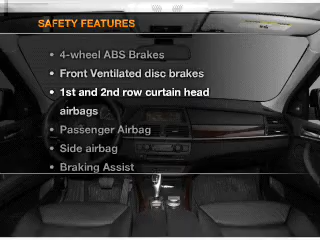 SAFETY FEATURES
• 4-wheel ABS Brakes
• Front Ventilated disc brakes
• 1st and 2nd row curtain head
airbags
• Passenger Airbag
• Side airbag
• Braking Assist